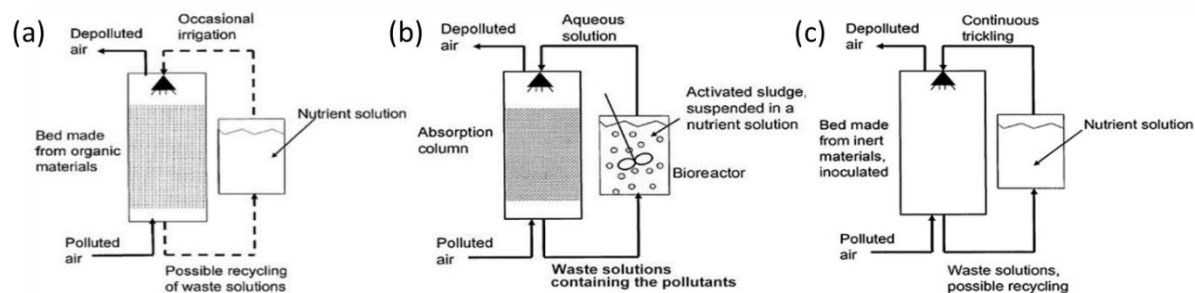 (a)
Occasional
irrigation
Depolluted
air
Nutrient solution
Bed made
from organic
materials
Polluted
air
Possible recycling
of waste solutions
(b)
Aqueous
solution
Depolluted
air
Activated sludge,
suspended in a
nutrient solution
Absorption
column
Bioreactor
Polluted
air
Waste solutions
containing the pollutants
(c)
Continuous
trickling
Depolluted
air
Nutrient solution
Bed made
from inert
materials,
inoculated
Polluted
air
Waste solutions,
possible recycling